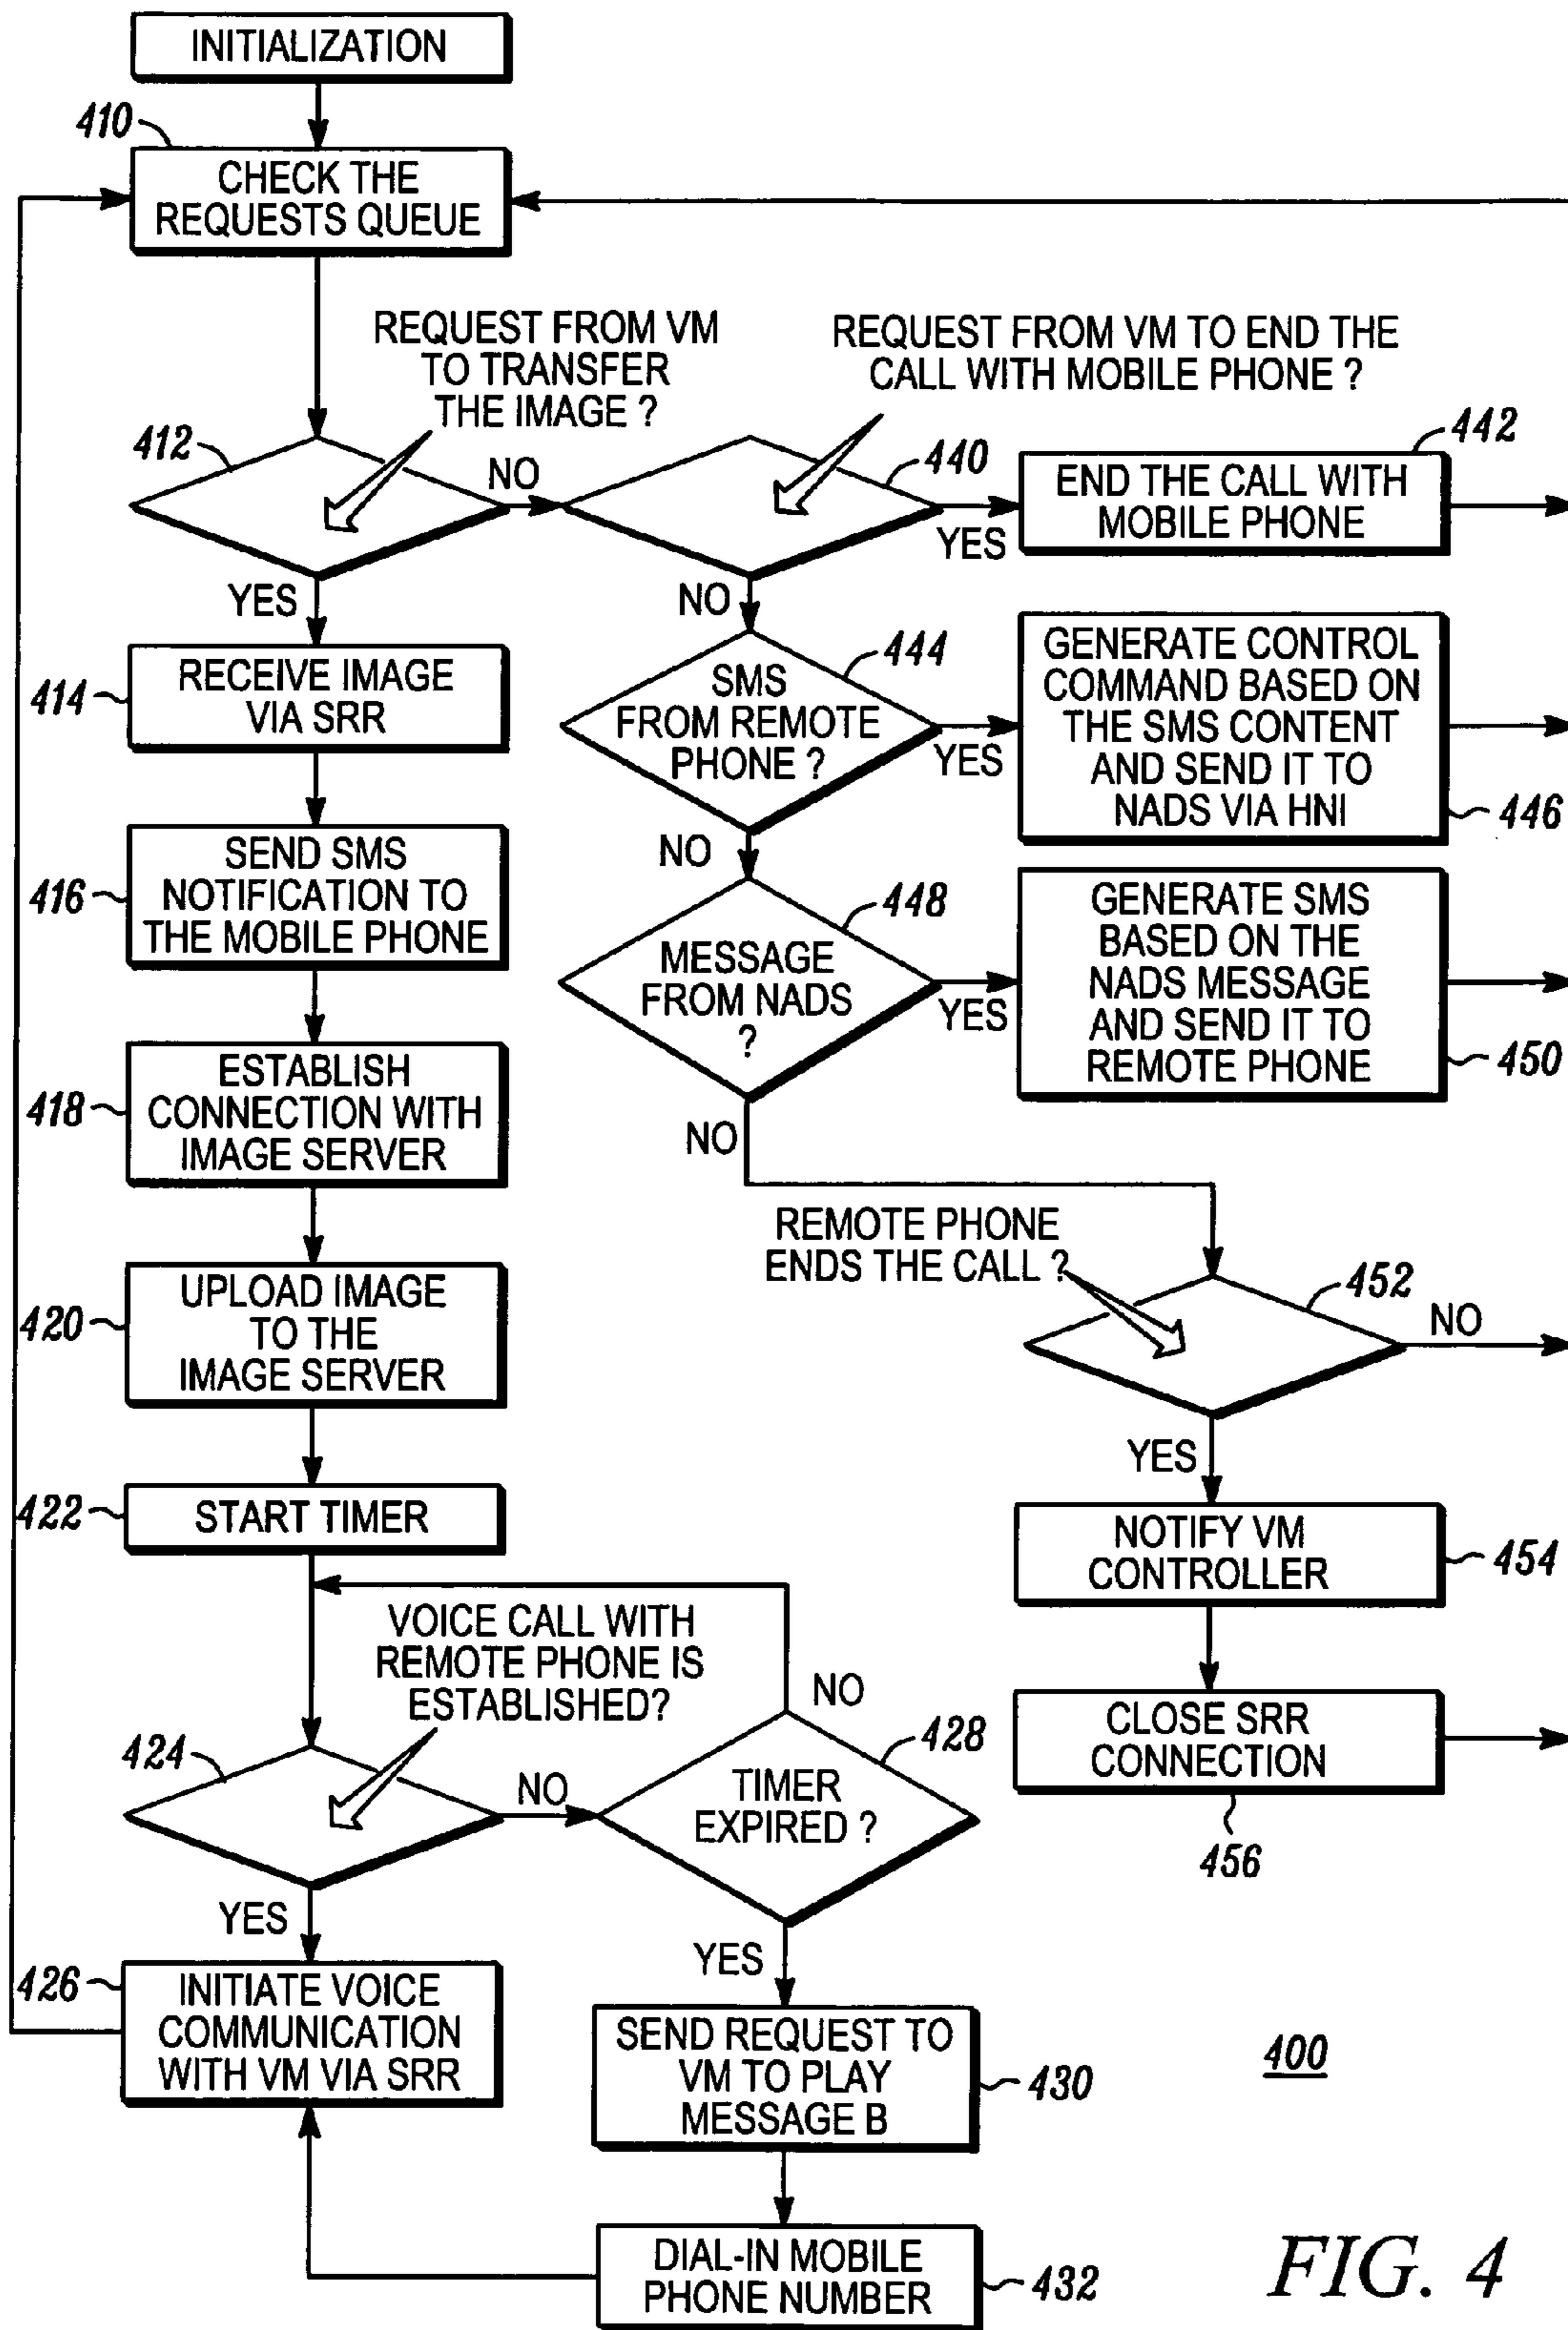 INITIALIZATION
410
CHECK THE
REQUESTS QUEUE
REQUEST FROM VM
TO TRANSFER
THE IMAGE ?
REQUEST FROM VM TO END THE
CALL WITH MOBILE PHONE ?
412
NO
440
YES
442
END THE CALL WITH
MOBILE PHONE
YES
NO
414
RECEIVE IMAGE
VIA SRR
444
SMS
FROM REMOTE
PHONE ?
YES
GENERATE CONTROL
COMMAND BASED ON
THE SMS CONTENT
AND SEND IT TO
NADS VIA HNI
446
416
SEND SMS
NOTIFICATION TO
THE MOBILE PHONE
NO
448
MESSAGE
FROM NADS
?
YES
GENERATE SMS
BASED ON THE
NADS MESSAGE
AND SEND IT TO
REMOTE PHONE
450
418
ESTABLISH
CONNECTION WITH
IMAGE SERVER
NO
REMOTE PHONE
ENDS THE CALL ?
452
NO
420
UPLOAD IMAGE
TO THE
IMAGE SERVER
YES
422
START TIMER
NOTIFY VM
CONTROLLER
454
VOICE CALL WITH
REMOTE PHONE IS
ESTABLISHED?
NO
424
NO
428
TIMER
EXPIRED ?
CLOSE SRR
CONNECTION
456
YES
YES
426
INITIATE VOICE
COMMUNICATION
WITH VM VIA SRR
SEND REQUEST TO
VM TO PLAY
MESSAGE B
430
400
DIAL-IN MOBILE
PHONE NUMBER
432
FIG. 4